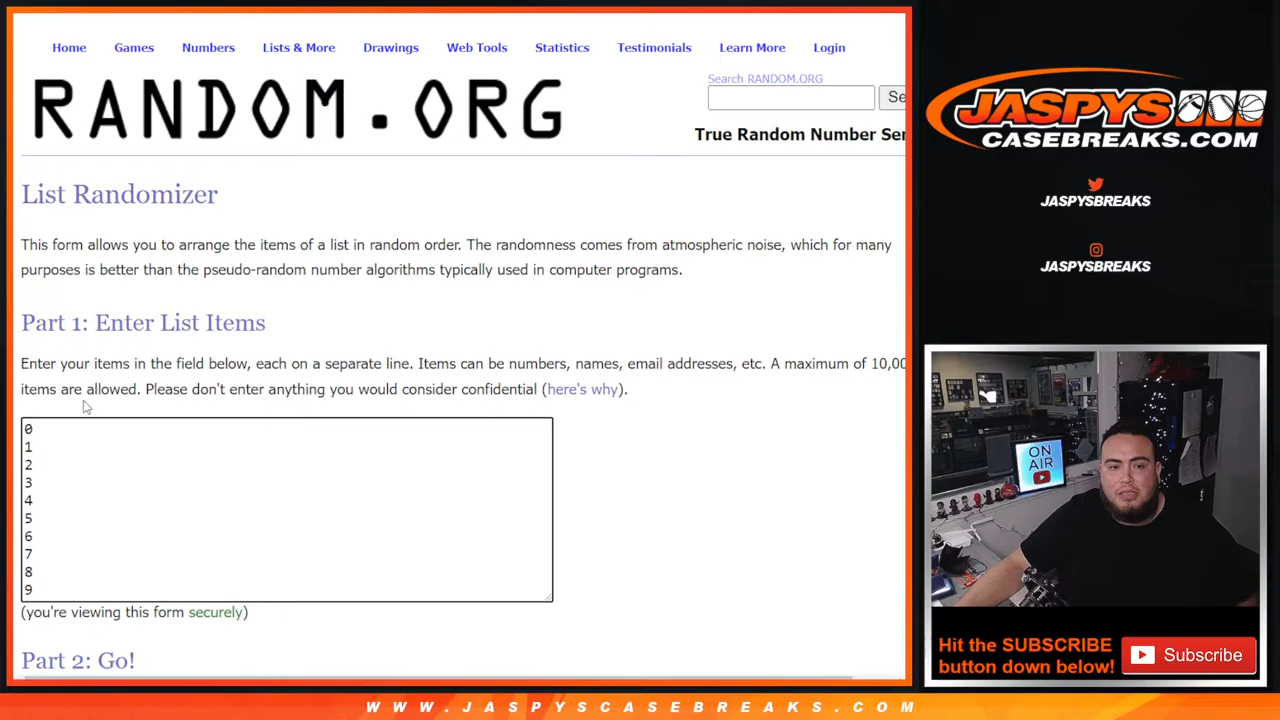 Home Games Numbers Lists & More Drawings Web Tools Statistics Testimonials Learn More Login
RANDOM.ORG
Search RANDOM.ORG
Se
True Random Number Ser
List Randomizer
This form allows you to arrange the items of a list in random order. The randomness comes from atmospheric noise, which for many
purposes is better than the pseudo-random number algorithms typically used in computer programs.
Part 1: Enter List Items
Enter your items in the field below, each on a separate line. Items can be numbers, names, email addresses, etc. A maximum of 10,00
items are allowed. Please don't enter anything you would consider confidential (here's why).
0
1
2
3
4
5
6
7
8
9
(you're viewing this form securely)
Part 2: Go!
JASPYS
CASEBREAKS.COM
JASPYSBREAKS
JASPYSBREAKS
ON
AIR
Hit the SUBSCRIBE
button down below!
Subscribe
WWW.JASPYSCASEBREAKS.COM